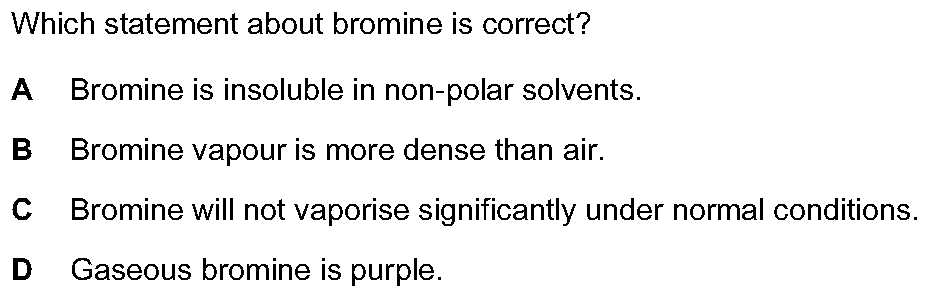 Which statement about bromine is correct?
A Bromine is insoluble in non-polar solvents.
B Bromine vapour is more dense than air.
C Bromine will not vaporise significantly under normal conditions.
D Gaseous bromine is purple.